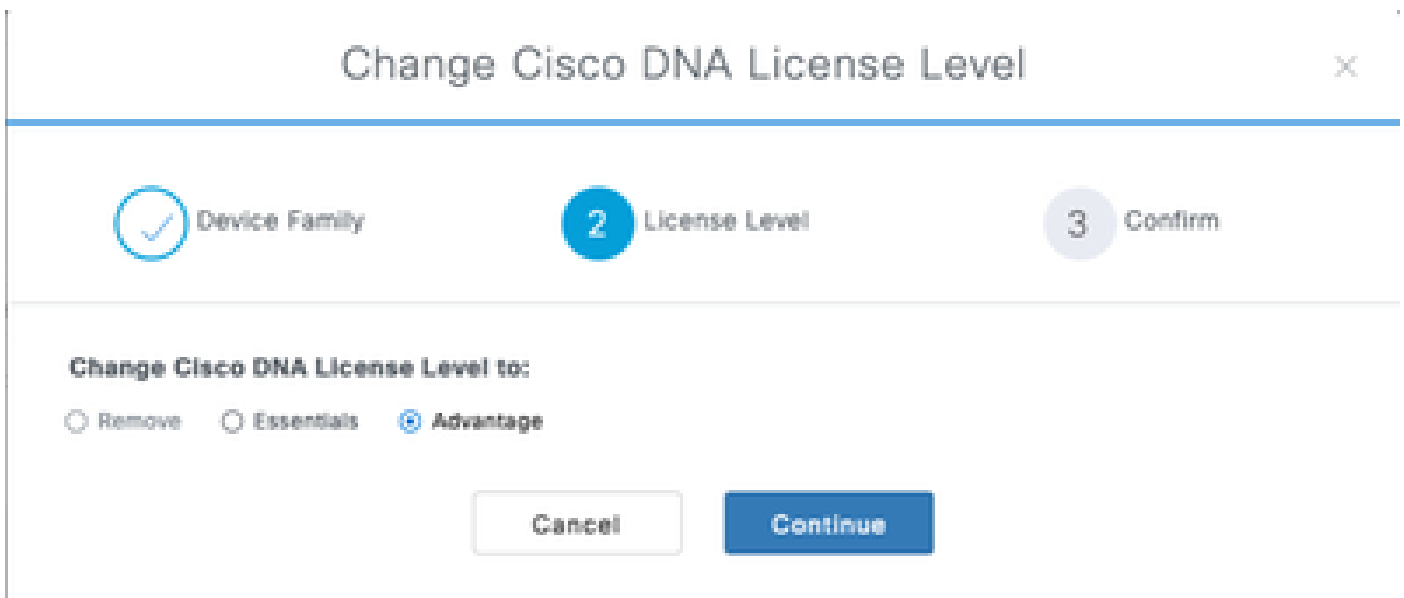 Change Cisco DNA License Level
Device Family
2 License Level
3 Confirm
Change Cisco DNA License Level to:
Remove Essentials Advantage
Cancel Continue